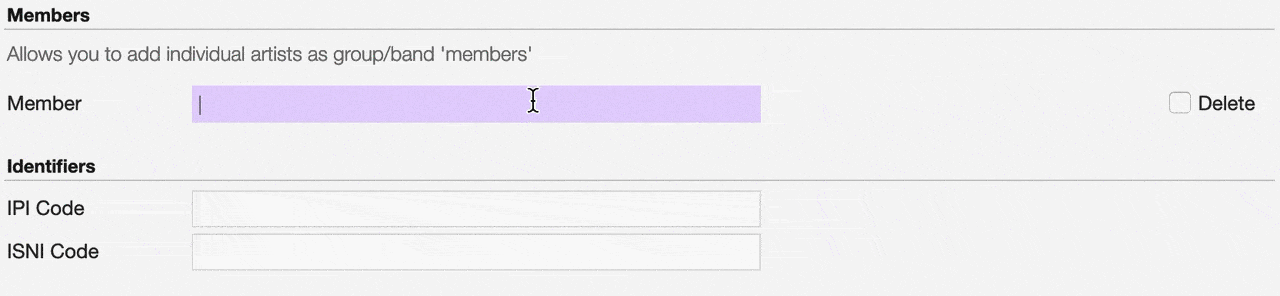 Members
Allows you to add individual artists as group/band 'members'
Member
Delete
Identifiers
IPI Code
ISNI Code